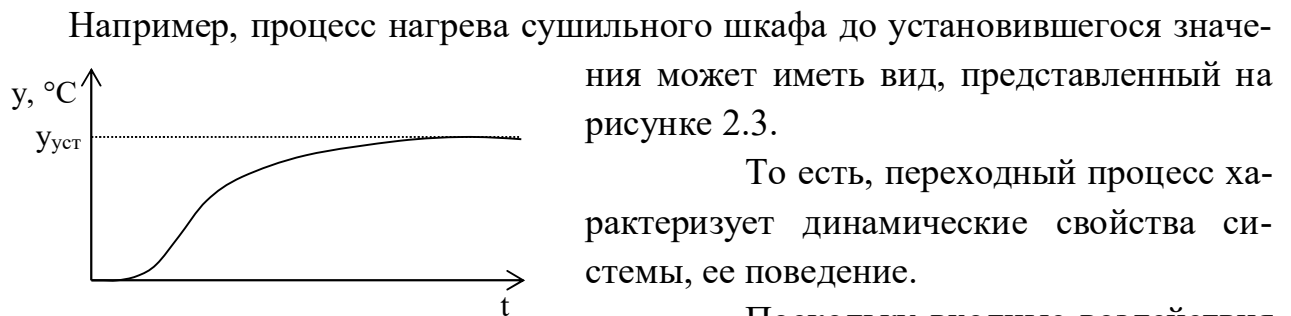 Например, процесс нагрева сушильного шкафа до установившегося значе-
ния может иметь вид, представленный на
рисунке 2.3.
То есть, переходный процесс ха-
рактеризует динамические свойства си-
стемы, ее поведение.
y, °C
yуст
t